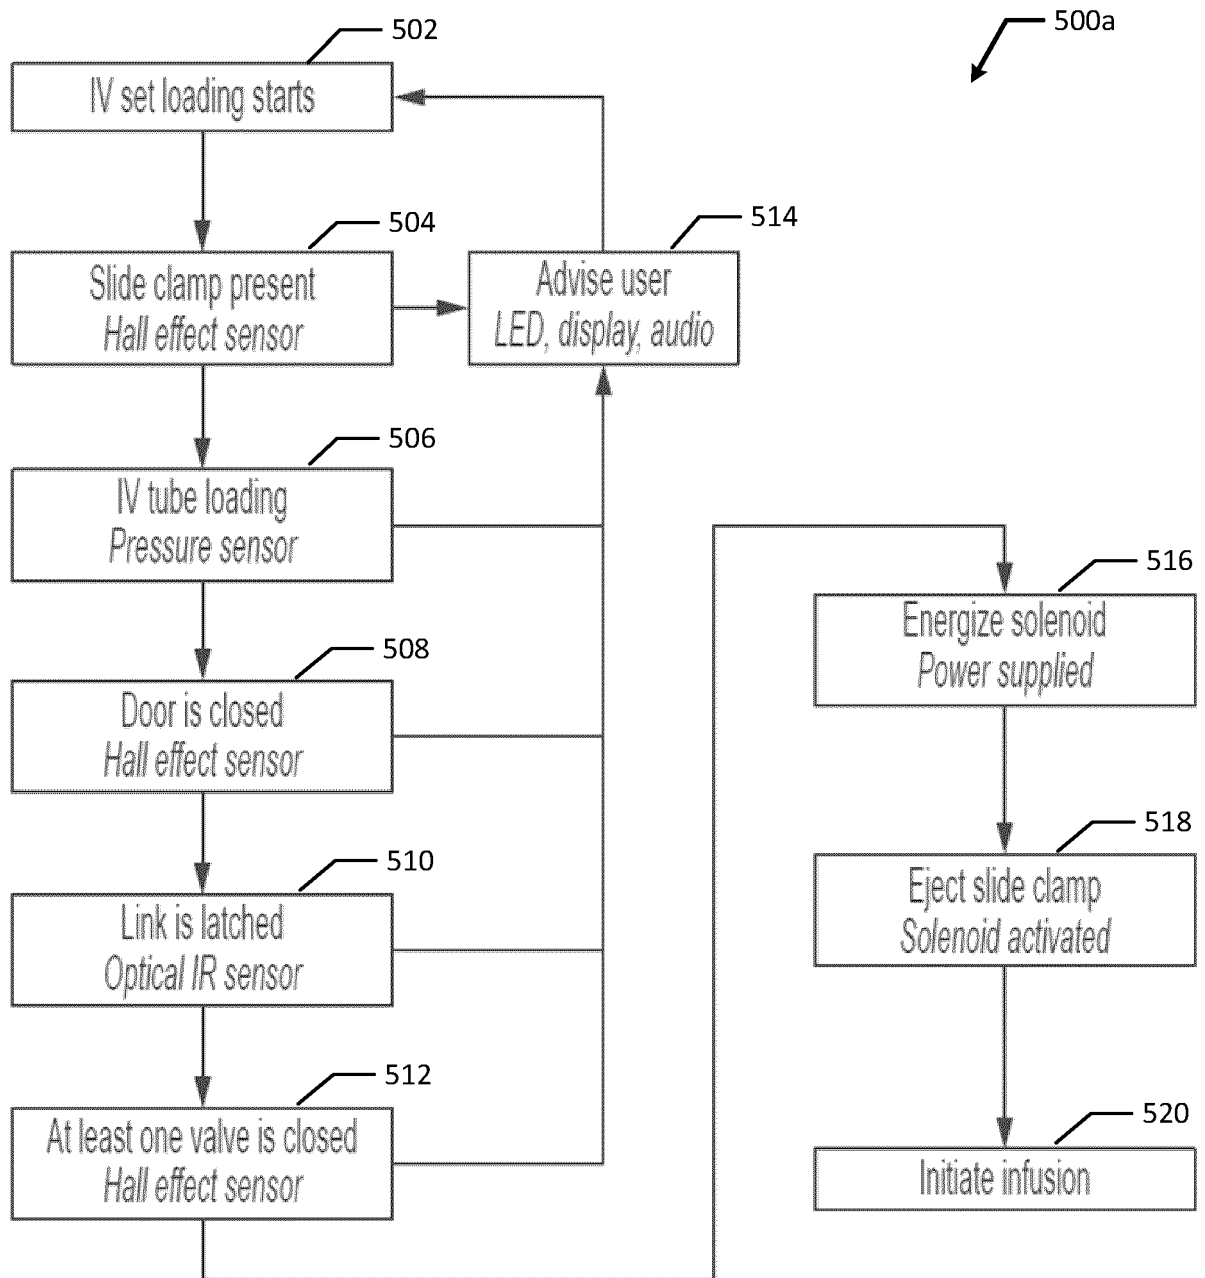 500a
502
IV set loading starts
504
Slide clamp present
Hall effect sensor
514
Advise user
LED, display, audio
506
IV tube loading
Pressure sensor
508
Door is closed
Hall effect sensor
510
Link is latched
Optical IR sensor
512
At least one valve is closed
Hall effect sensor
516
Energize solenoid
Power supplied
518
Eject slide clamp
Solenoid activated
520
Initiate infusion